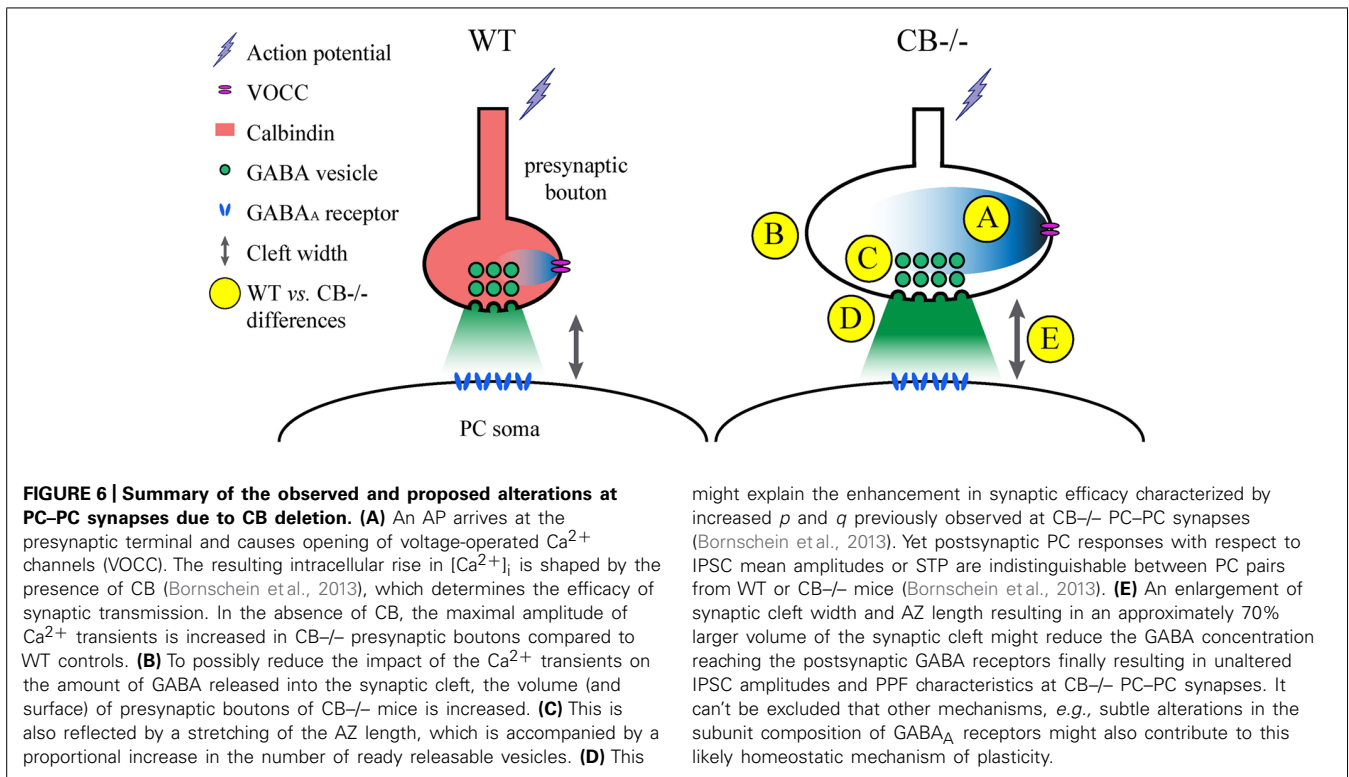 WT
CB-/-
Action potential
VOCC
Calbindin
GABA vesicle
GABAA receptor
Cleft width
WT vs. CB-/-
differences
presynaptic
bouton
PC soma
A
B
C
D
E
FIGURE 6 | Summary of the observed and proposed alterations at
PC–PC synapses due to CB deletion. (A) An AP arrives at the
presynaptic terminal and causes opening of voltage-operated Ca2+
channels (VOCC). The resulting intracellular rise in [Ca2+]i is shaped by the
presence of CB (Bornschein et al., 2013), which determines the efficacy of
synaptic transmission. In the absence of CB, the maximal amplitude of
Ca2+ transients is increased in CB–/– presynaptic boutons compared to
WT controls. (B) To possibly reduce the impact of the Ca2+ transients on
the amount of GABA released into the synaptic cleft, the volume (and
surface) of presynaptic boutons of CB–/– mice is increased. (C) This is
also reflected by a stretching of the AZ length, which is accompanied by a
proportional increase in the number of ready releasable vesicles. (D) This
might explain the enhancement in synaptic efficacy characterized by
increased p and q previously observed at CB–/– PC–PC synapses
(Bornschein et al., 2013). Yet postsynaptic PC responses with respect to
IPSC mean amplitudes or STP are indistinguishable between PC pairs
from WT or CB–/– mice (Bornschein et al., 2013). (E) An enlargement of
synaptic cleft width and AZ length resulting in an approximately 70%
larger volume of the synaptic cleft might reduce the GABA concentration
reaching the postsynaptic GABA receptors finally resulting in unaltered
IPSC amplitudes and PPF characteristics at CB–/– PC–PC synapses. It
can't be excluded that other mechanisms, e.g., subtle alterations in the
subunit composition of GABAA receptors might also contribute to this
likely homeostatic mechanism of plasticity.